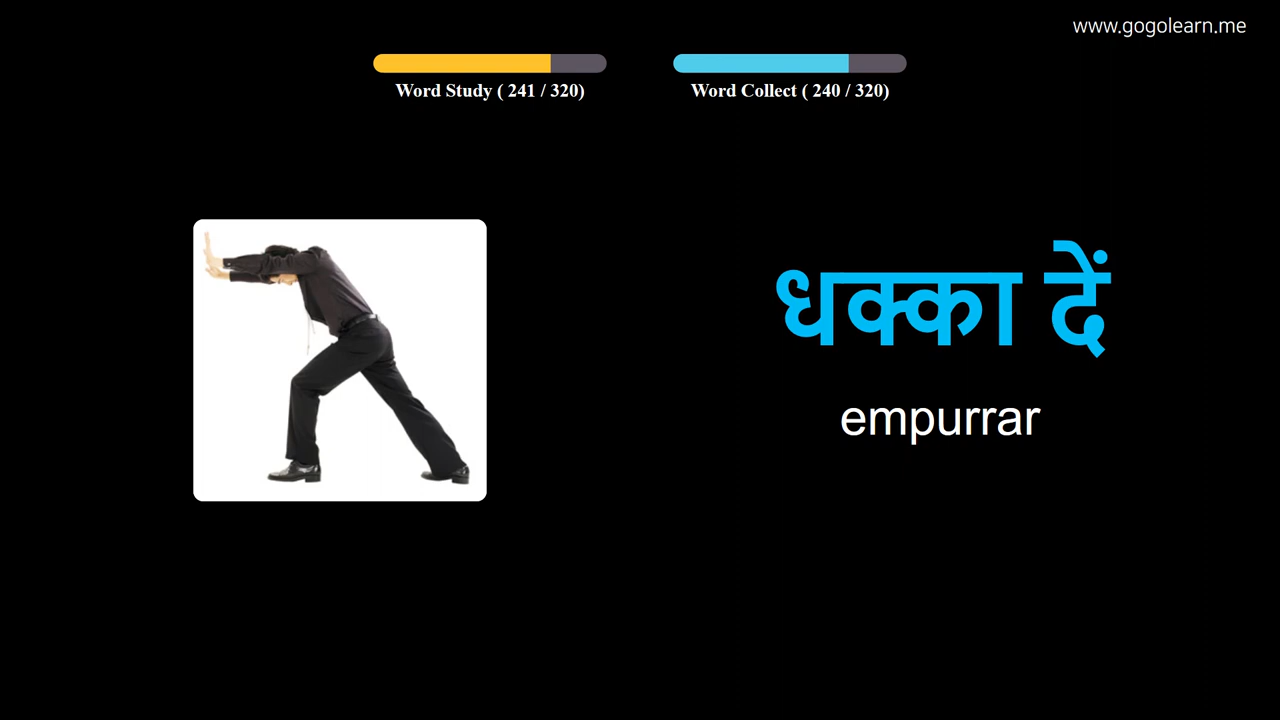 www.gogolearn.me
Word Study ( 241 / 320)
Word Collect ( 240 / 320)
धक्का दें
empurrar